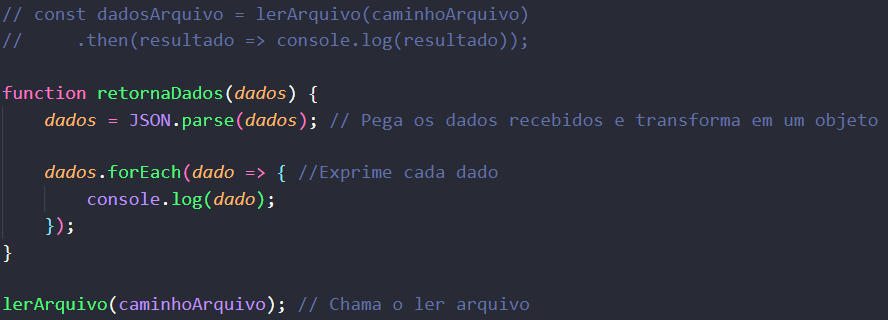 // const dadosArquivo = lerArquivo(caminhoArquivo)
//     .then(resultado => console.log(resultado));
function retornaDados(dados) {
    dados = JSON.parse(dados); // Pega os dados recebidos e transforma em um objeto
    dados.forEach(dado => { //Exprime cada dado
        console.log(dado);
    });
}
lerArquivo(caminhoArquivo); // Chama o ler arquivo